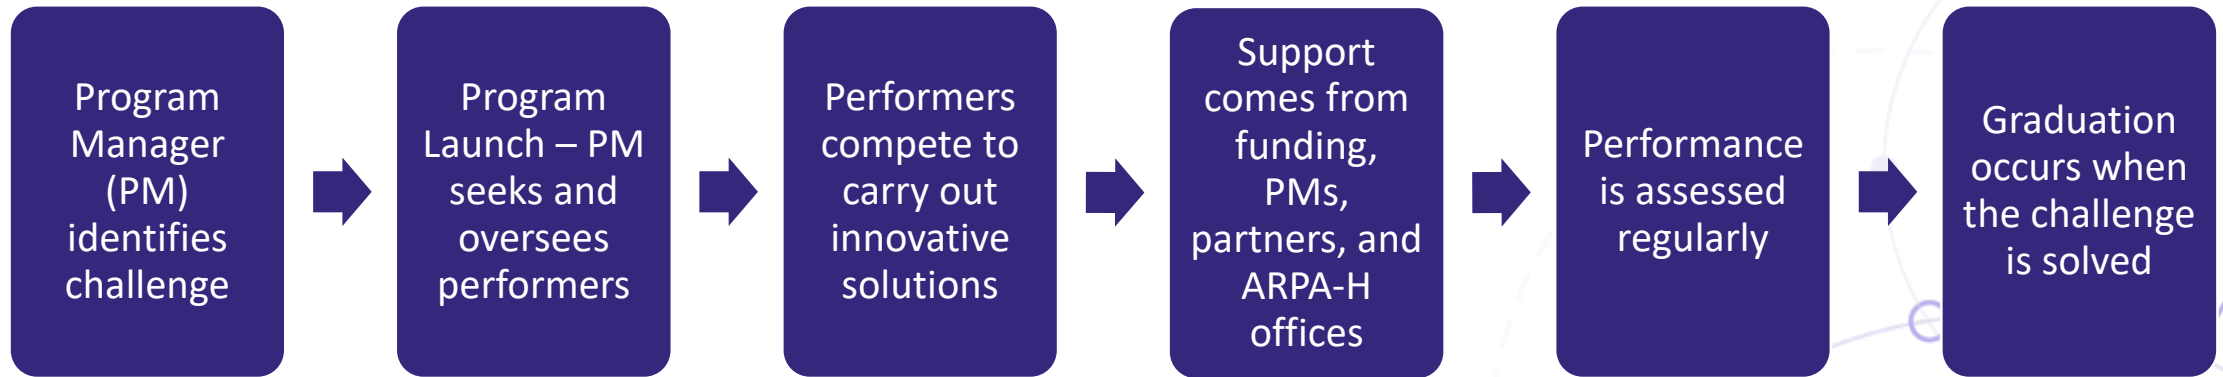 Program
Manager
(PM)
identifies
challenge
Program
Launch – PM
seeks and
oversees
performers
Performers
compete to
carry out
innovative
solutions
Support
comes from
funding,
PMs,
partners, and
ARPA-H
offices
Performance
is assessed
regularly
Graduation
occurs when
the challenge
is solved